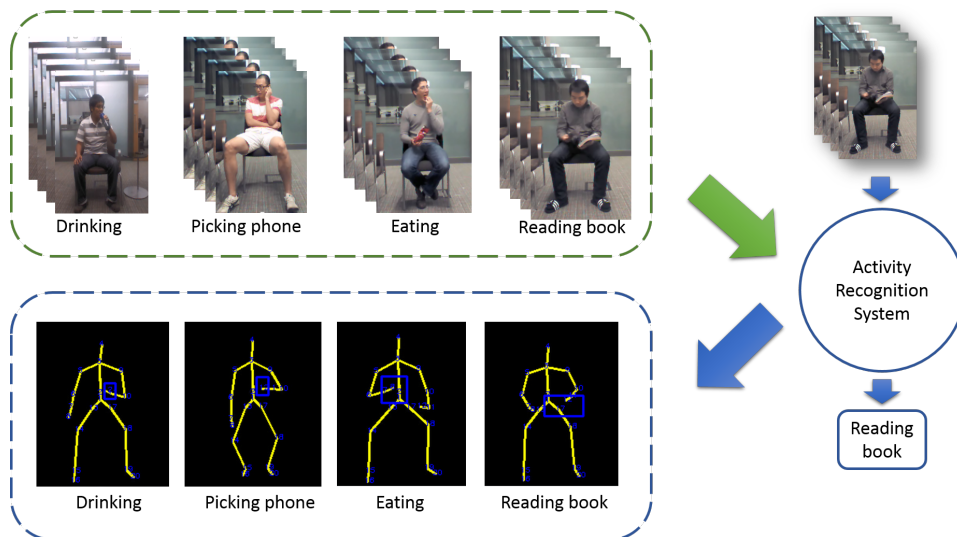 Drinking
Picking phone
Eating
Reading book
Activity
Recognition
System
Reading
book
Drinking
Picking phone
Eating
Reading book